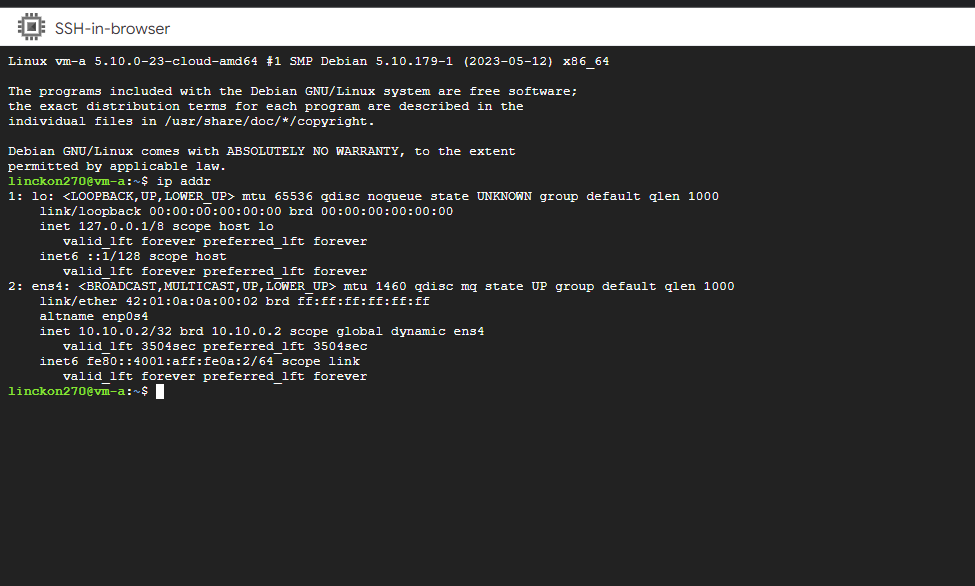 SSH-in-browser
Linux vm-a 5.10.0-23-cloud-amd64 #1 SMP Debian 5.10.179-1 (2023-05-12) x86_64
The programs included with the Debian GNU/Linux system are free software;
the exact distribution terms for each program are described in the
individual files in /usr/share/doc/*/copyright.
Debian GNU/Linux comes with ABSOLUTELY NO WARRANTY, to the extent
permitted by applicable law.
linckon270@vm-a:~$ ip addr
1: lo: <LOOPBACK,UP,LOWER_UP> mtu 65536 qdisc noqueue state UNKNOWN group default qlen 1000
    link/loopback 00:00:00:00:00:00 brd 00:00:00:00:00:00
    inet 127.0.0.1/8 scope host lo
       valid_lft forever preferred_lft forever
    inet6 ::1/128 scope host
       valid_lft forever preferred_lft forever
2: ens4: <BROADCAST,MULTICAST,UP,LOWER_UP> mtu 1460 qdisc mq state UP group default qlen 1000
    link/ether 42:01:0a:0a:00:02 brd ff:ff:ff:ff:ff:ff
    altname enp0s4
    inet 10.10.0.2/32 brd 10.10.0.2 scope global dynamic ens4
       valid_lft 3504sec preferred_lft 3504sec
    inet6 fe80::4001:aff:fe0a:2/64 scope link
       valid_lft forever preferred_lft forever
linckon270@vm-a:~$